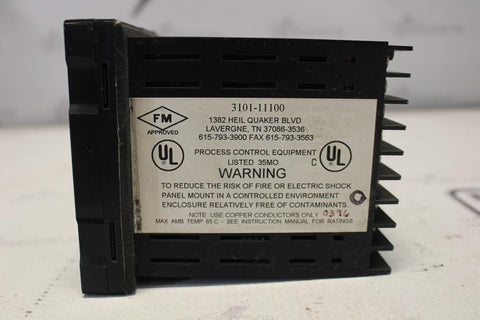 3101-11100
FM
APPROVED
1382 HEIL QUAKER BLVD
LAVERGNE, TN 37086-3536
615-793-3900 FAX 615-793-3563
UL
PROCESS CONTROL EQUIPMENT
LISTED 35MO
C UL
WARNING
TO REDUCE THE RISK OF FIRE OR ELECTRIC SHOCK
PANEL MOUNT IN A CONTROLLED ENVIRONMENT
ENCLOSURE RELATIVELY FREE OF CONTAMINANTS.
NOTE: USE COPPER CONDUCTORS ONLY
MAX. AMB TEMP. 65 C - SEE INSTRUCTION MANUAL FOR RATINGS